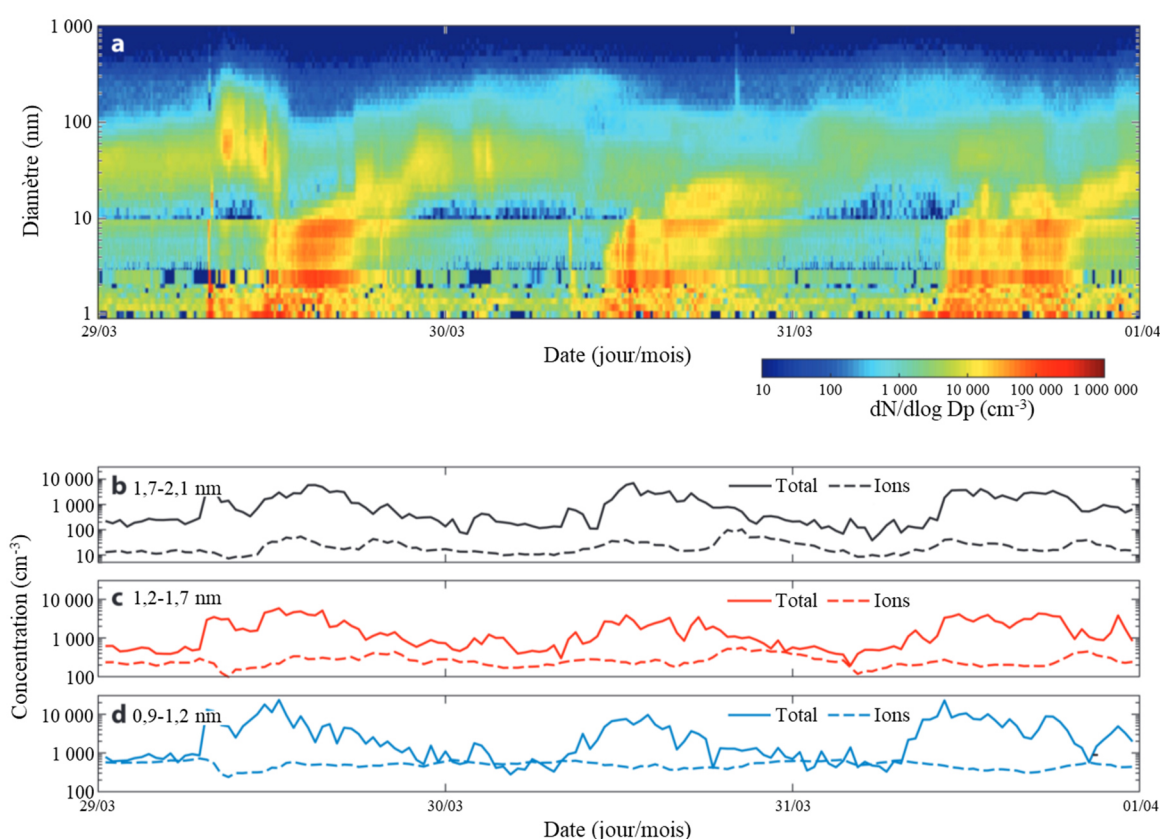 1 000
a
100
10
1
Diamètre (nm)
29/03 30/03 31/03 01/04
Date (jour/mois)
10 100 1 000 10 000 100 000 1 000 000
dN/dlog Dp (cm-3)
Concentration (cm-3)
b 1,7-2,1 nm
Total Ions
10 000
1 000
100
10
c 1,2-1,7 nm
Total Ions
10 000
1 000
100
d 0,9-1,2 nm
Total Ions
10 000
1 000
100
29/03 30/03 31/03 01/04
Date (jour/mois)